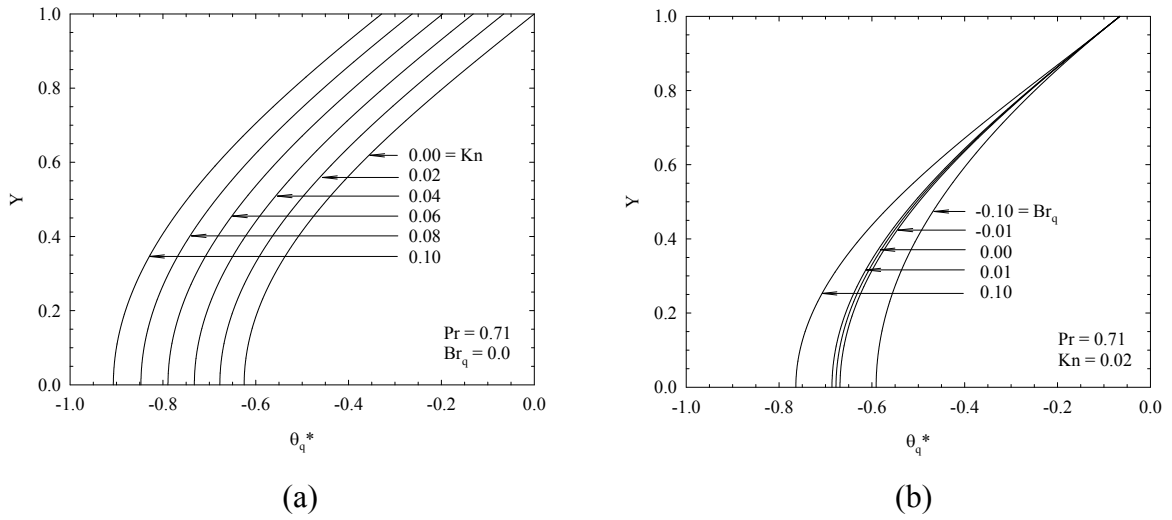 1.0
0.8
0.6
0.4
0.2
0.0
Y
0.00 = Kn
0.02
0.04
0.06
0.08
0.10
Pr = 0.71
Br_q = 0.0
-1.0 -0.8 -0.6 -0.4 -0.2 0.0
θ_q*
(a)
1.0
0.8
0.6
0.4
0.2
0.0
Y
-0.10 = Br_q
-0.01
0.00
0.01
0.10
Pr = 0.71
Kn = 0.02
-1.0 -0.8 -0.6 -0.4 -0.2 0.0
θ_q*
(b)